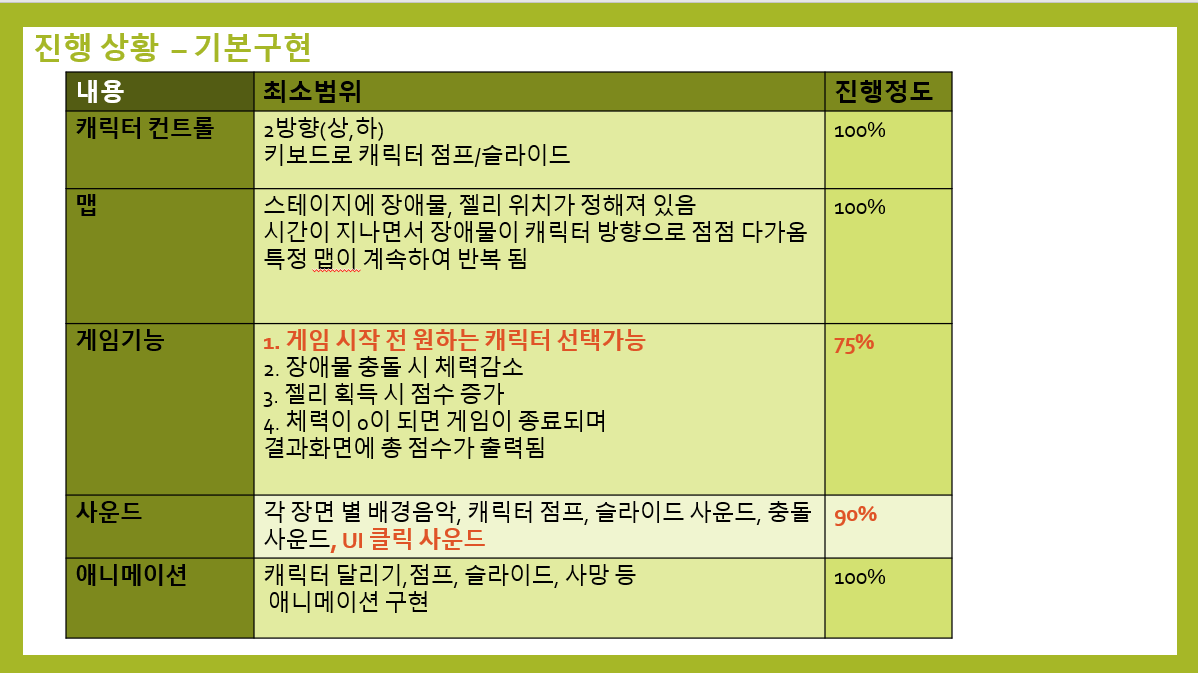 진행 상황 – 기본구현
내용 최소범위 진행정도
캐릭터 컨트롤 2방향(상,하) 100%
키보드로 캐릭터 점프/슬라이드
맵 스테이지에 장애물, 젤리 위치가 정해져 있음 100%
시간이 지나면서 장애물이 캐릭터 방향으로 점점 다가옴
특정 맵이 계속하여 반복 됨
게임기능 1. 게임 시작 전 원하는 캐릭터 선택가능 75%
2. 장애물 충돌 시 체력감소
3. 젤리 획득 시 점수 증가
4. 체력이 0이 되면 게임이 종료되며
결과화면에 총 점수가 출력됨
사운드 각 장면 별 배경음악, 캐릭터 점프, 슬라이드 사운드, 충돌 90%
사운드, UI 클릭 사운드
애니메이션 캐릭터 달리기,점프, 슬라이드, 사망 등 100%
애니메이션 구현